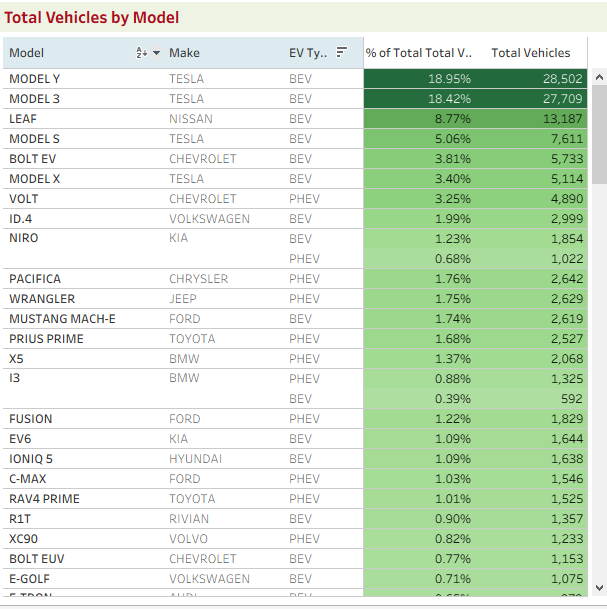 Total Vehicles by Model
Model Make EV Ty.. % of Total Total V.. Total Vehicles
MODEL Y TESLA BEV 18.95% 28,502
MODEL 3 TESLA BEV 18.42% 27,709
LEAF NISSAN BEV 8.77% 13,187
MODEL S TESLA BEV 5.06% 7,611
BOLT EV CHEVROLET BEV 3.81% 5,733
MODEL X TESLA BEV 3.40% 5,114
VOLT CHEVROLET PHEV 3.25% 4,890
ID.4 VOLKSWAGEN BEV 1.99% 2,999
NIRO KIA BEV 1.23% 1,854
PHEV 0.68% 1,022
PACIFICA CHRYSLER PHEV 1.76% 2,642
WRANGLER JEEP PHEV 1.75% 2,629
MUSTANG MACH-E FORD BEV 1.74% 2,619
PRIUS PRIME TOYOTA PHEV 1.68% 2,527
X5 BMW PHEV 1.37% 2,068
I3 BMW PHEV 0.88% 1,325
BEV 0.39% 592
FUSION FORD PHEV 1.22% 1,829
EV6 KIA BEV 1.09% 1,644
IONIQ 5 HYUNDAI BEV 1.09% 1,638
C-MAX FORD PHEV 1.03% 1,546
RAV4 PRIME TOYOTA PHEV 1.01% 1,525
R1T RIVIAN BEV 0.90% 1,357
XC90 VOLVO PHEV 0.82% 1,233
BOLT EUV CHEVROLET BEV 0.77% 1,153
E-GOLF VOLKSWAGEN BEV 0.71% 1,075
E-TRON AUDI BEV